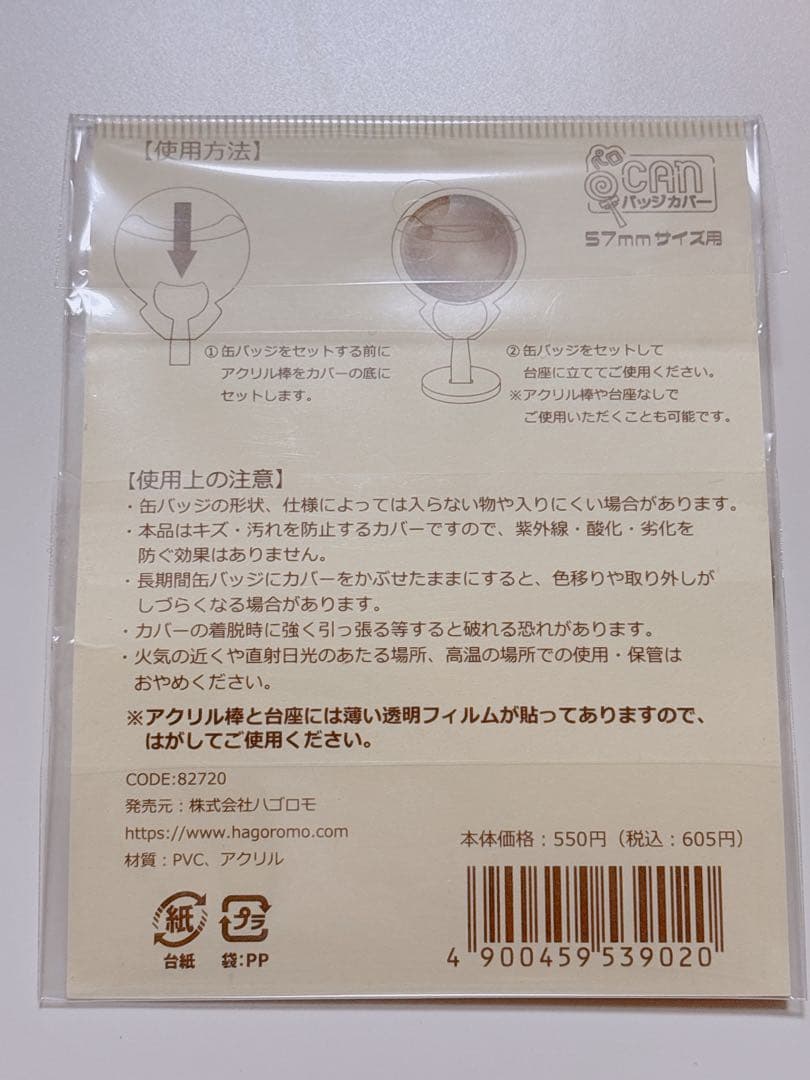 【使用方法】
CAN
バッジカバー
57mmサイズ用
①缶バッジをセットする前に
アクリル棒をカバーの底に
セットします。
②缶バッジをセットして
台座に立ててご使用ください。
※アクリル棒や台座なしで
ご使用いただくことも可能です。
【使用上の注意】
・缶バッジの形状、仕様によっては入らない物や入りにくい場合があります。
・本品はキズ・汚れを防止するカバーですので、紫外線・酸化・劣化を
防ぐ効果はありません。
・長期間缶バッジにカバーをかぶせたままにすると、色移りや取り外しが
しづらくなる場合があります。
・カバーの着脱時に強く引っ張る等すると破れる恐れがあります。
・火気の近くや直射日光のあたる場所、高温の場所での使用・保管は
おやめください。
※アクリル棒と台座には薄い透明フィルムが貼ってありますので、
はがしてご使用ください。
CODE:82720
発売元：株式会社ハゴロモ
https://www.hagoromo.com
材質：PVC、アクリル
本体価格：550円（税込：605円）
紙
台紙
プラ
袋:PP
4 900459 539020